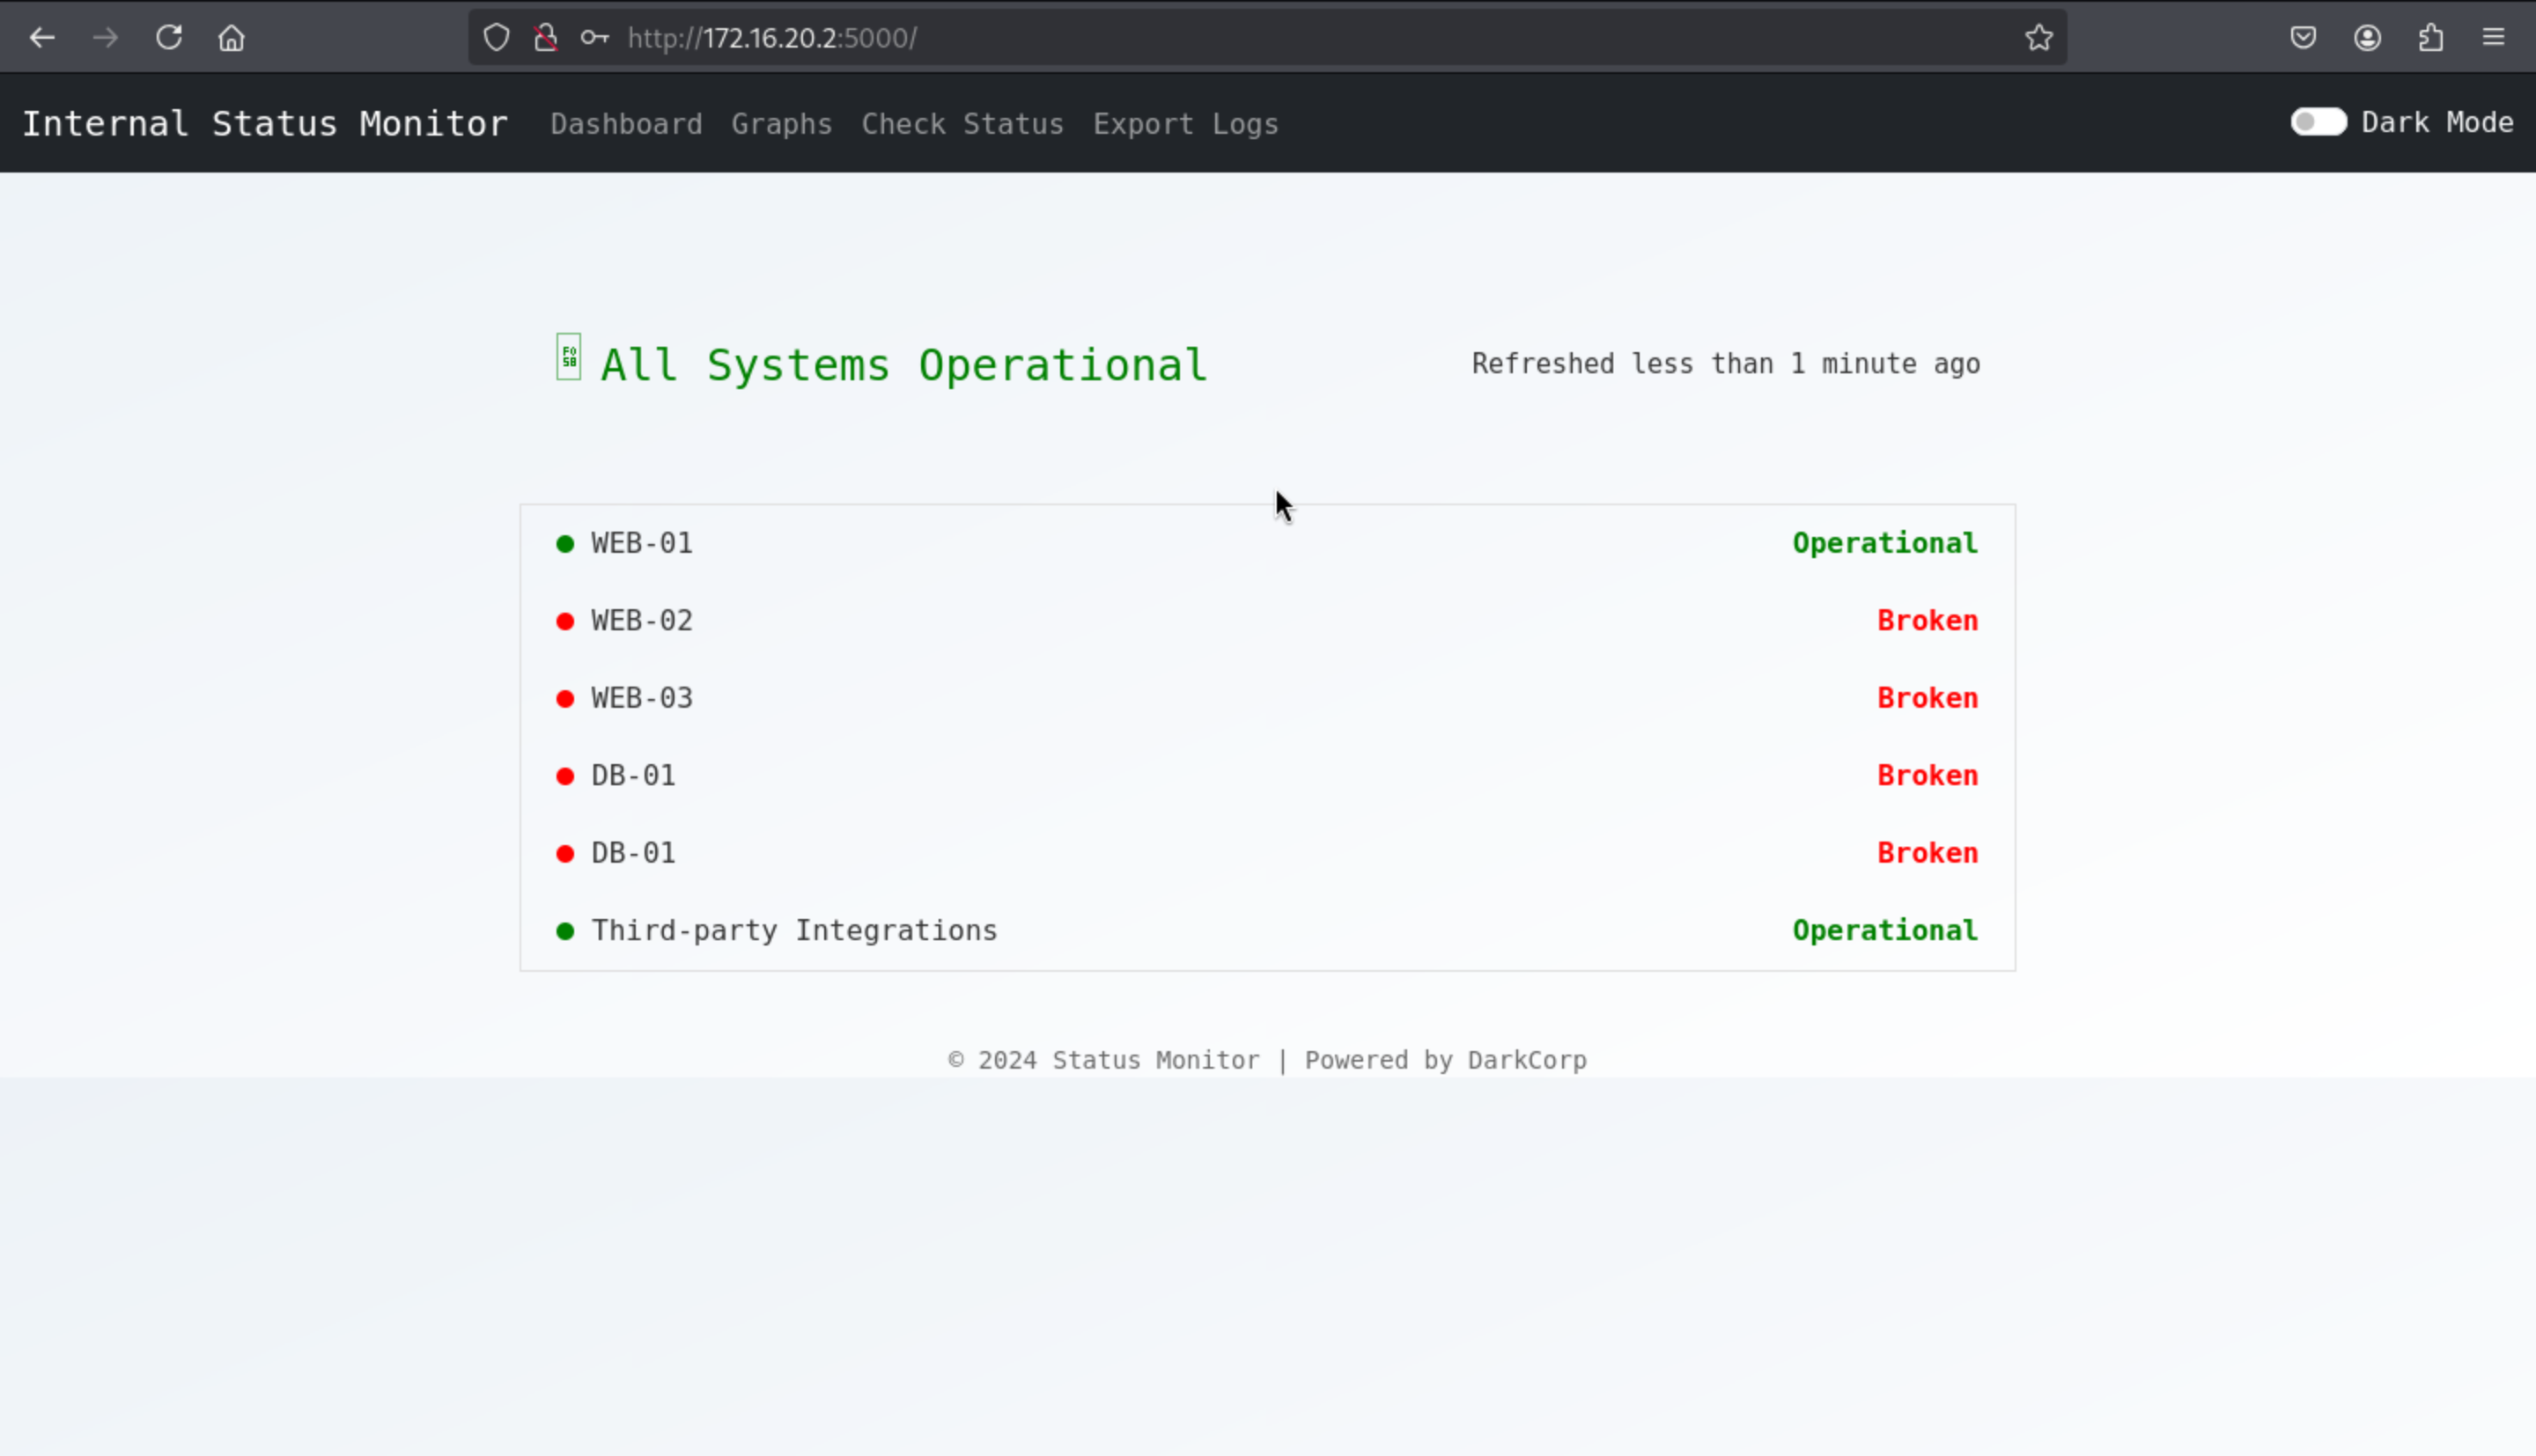 http://172.16.20.2:5000/
Internal Status Monitor Dashboard Graphs Check Status Export Logs Dark Mode
All Systems Operational Refreshed less than 1 minute ago
WEB-01 Operational
WEB-02 Broken
WEB-03 Broken
DB-01 Broken
DB-01 Broken
Third-party Integrations Operational
© 2024 Status Monitor | Powered by DarkCorp